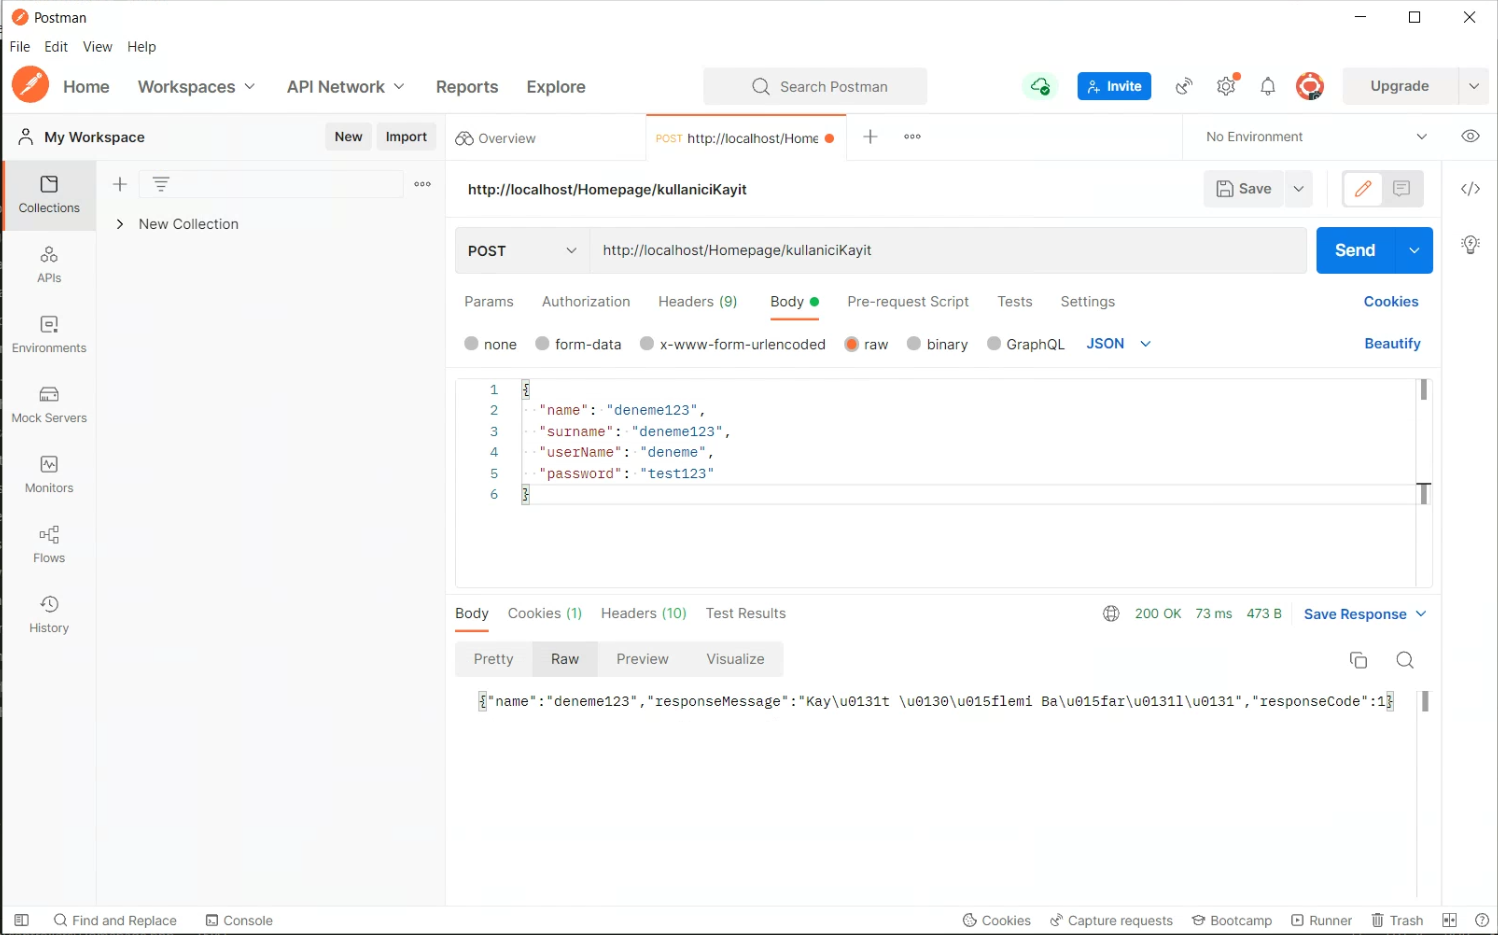 Postman
File Edit View Help
Home Workspaces API Network Reports Explore Search Postman Invite Upgrade
My Workspace New Import Overview POST http://localhost/Home No Environment
Collections
New Collection
APIs
Environments
Mock Servers
Monitors
Flows
History
http://localhost/Homepage/kullaniciKayit Save
POST http://localhost/Homepage/kullaniciKayit Send
Params Authorization Headers (9) Body Pre-request Script Tests Settings Cookies
none form-data x-www-form-urlencoded raw binary GraphQL JSON Beautify
1 {
2 "name": "deneme123",
3 "surname": "deneme123",
4 "userName": "deneme",
5 "password": "test123"
6 }
Body Cookies (1) Headers (10) Test Results 200 OK 73 ms 473 B Save Response
Pretty Raw Preview Visualize
{"name":"deneme123","responseMessage":"Kay\u0131t \u0130\u015flemi Ba\u015far\u0131l\u0131","responseCode":1}
Find and Replace Console Cookies Capture requests Bootcamp Runner Trash